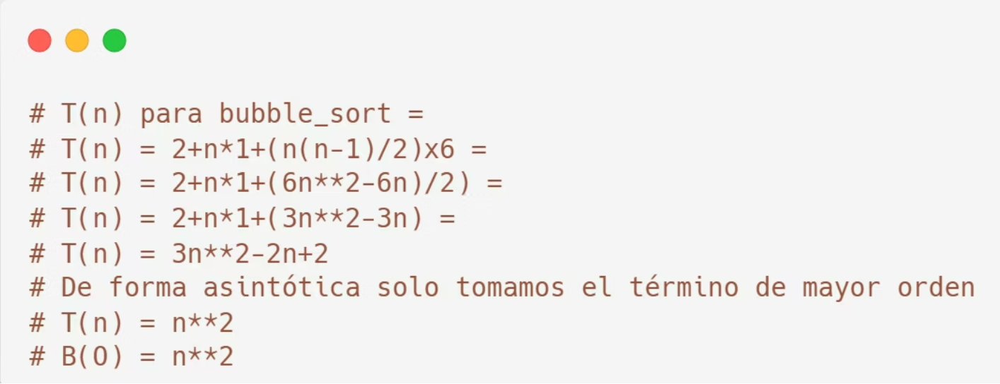 # T(n) para bubble_sort =
# T(n) = 2+n*1+(n(n-1)/2)x6 =
# T(n) = 2+n*1+(6n**2-6n)/2) =
# T(n) = 2+n*1+(3n**2-3n) =
# T(n) = 3n**2-2n+2
# De forma asintótica solo tomamos el término de mayor orden
# T(n) = n**2
# B(O) = n**2